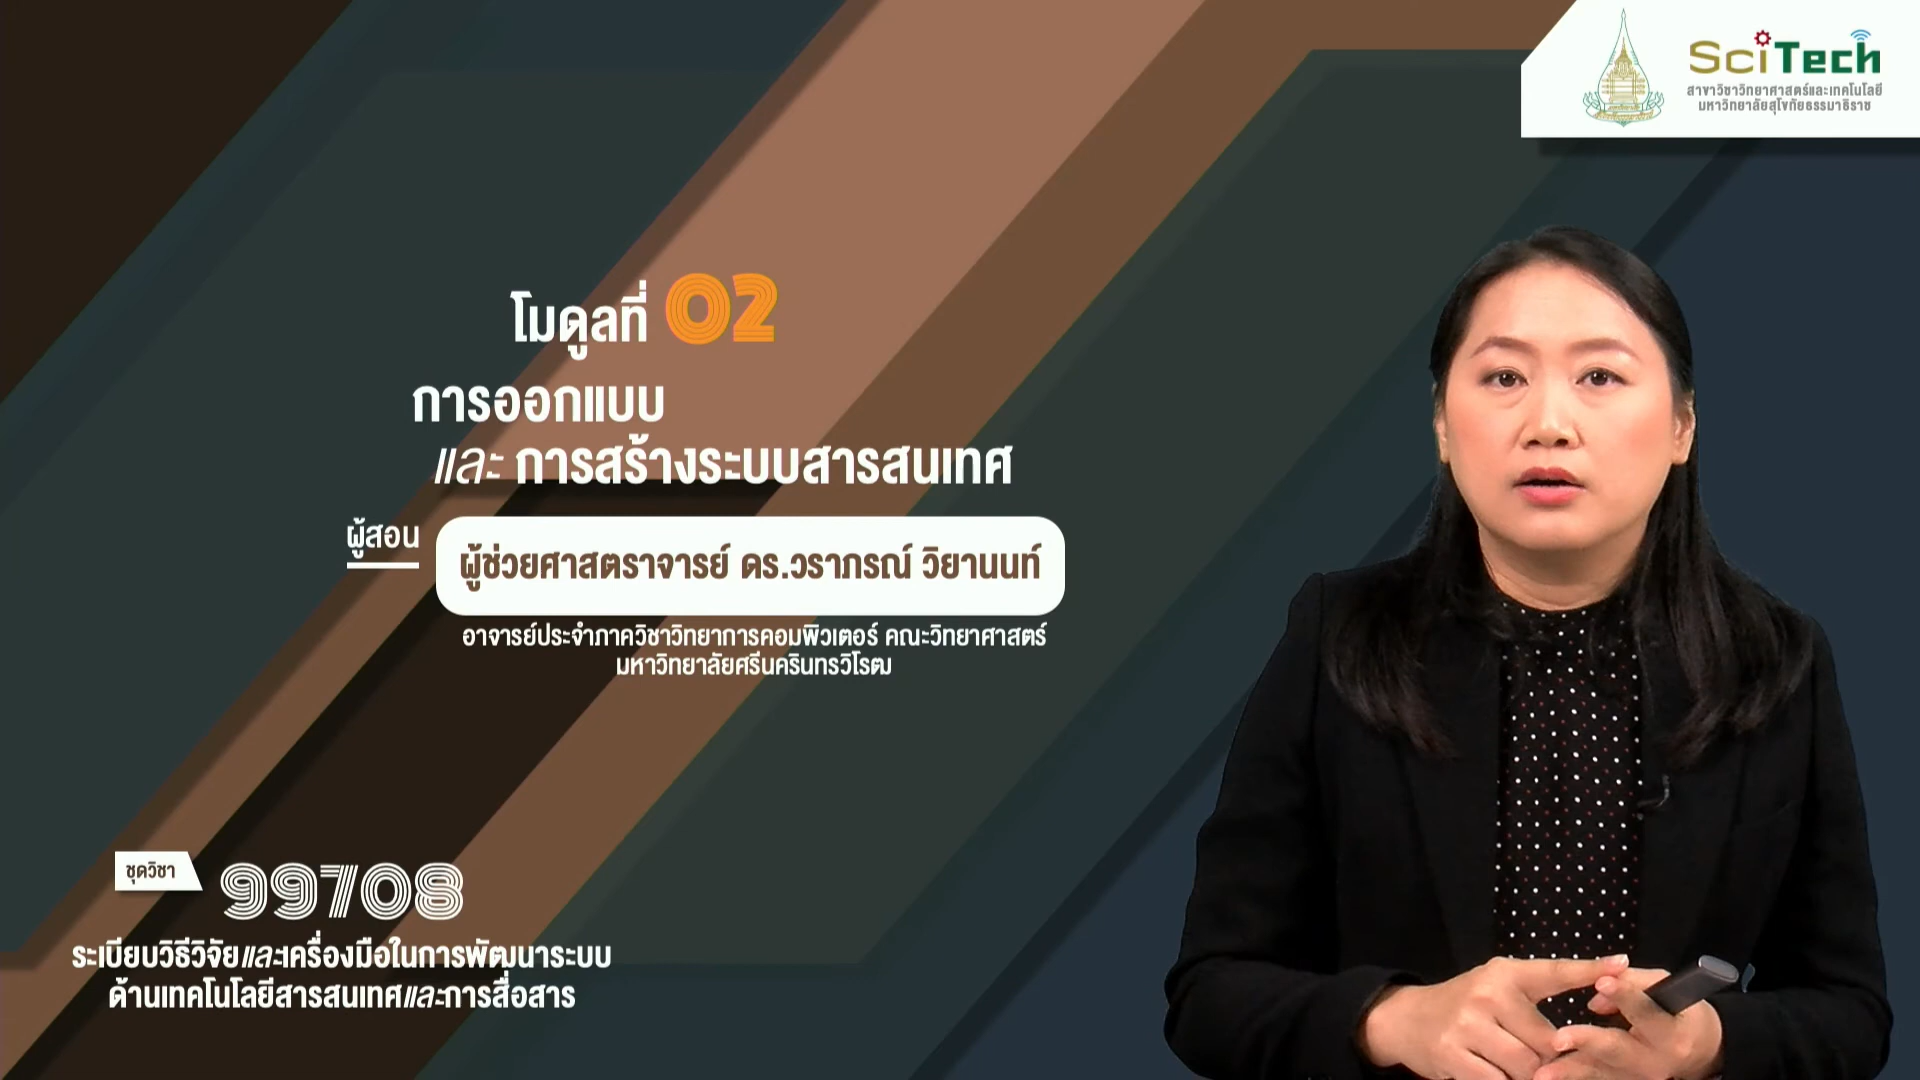 SciTech
สาขาวิชาวิทยาศาสตร์และเทคโนโลยี
มหาวิทยาลัยสุโขทัยธรรมาธิราช
โมดูลที่ 02
การออกแบบ
และ การสร้างระบบสารสนเทศ
ผู้สอน
ผู้ช่วยศาสตราจารย์ ดร.วราภรณ์ วิยานนท์
อาจารย์ประจำภาควิชาวิทยาการคอมพิวเตอร์ คณะวิทยาศาสตร์
มหาวิทยาลัยศรีนครินทรวิโรฒ
ชุดวิชา 99708
ระเบียบวิธีวิจัยและเครื่องมือในการพัฒนาระบบ
ด้านเทคโนโลยีสารสนเทศและการสื่อสาร